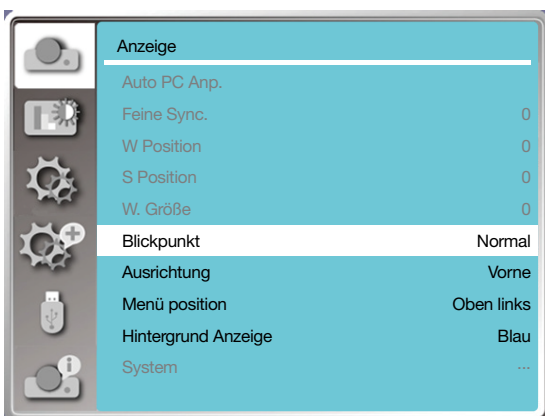 Anzeige
Auto PC Anp.
Feine Sync. 0
W Position 0
S Position 0
W. Größe 0
Blickpunkt Normal
Ausrichtung Vorne
Menü position Oben links
Hintergrund Anzeige Blau
System ...